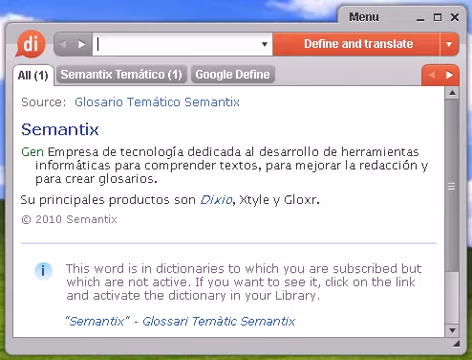 Menu
di
Define and translate
All (1)
Semantix Temático (1)
Google Define
Source: Glosario Temático Semantix
Semantix
Gen Empresa de tecnología dedicada al desarrollo de herramientas
informáticas para comprender textos, para mejorar la redacción y
para crear glosarios.
Su principales productos son Dixio, Xtyle y Gloxr.
© 2010 Semantix
i
This word is in dictionaries to which you are subscribed but
which are not active. If you want to see it, click on the link
and activate the dictionary in your Library.
"Semantix" - Glossari Temàtic Semantix